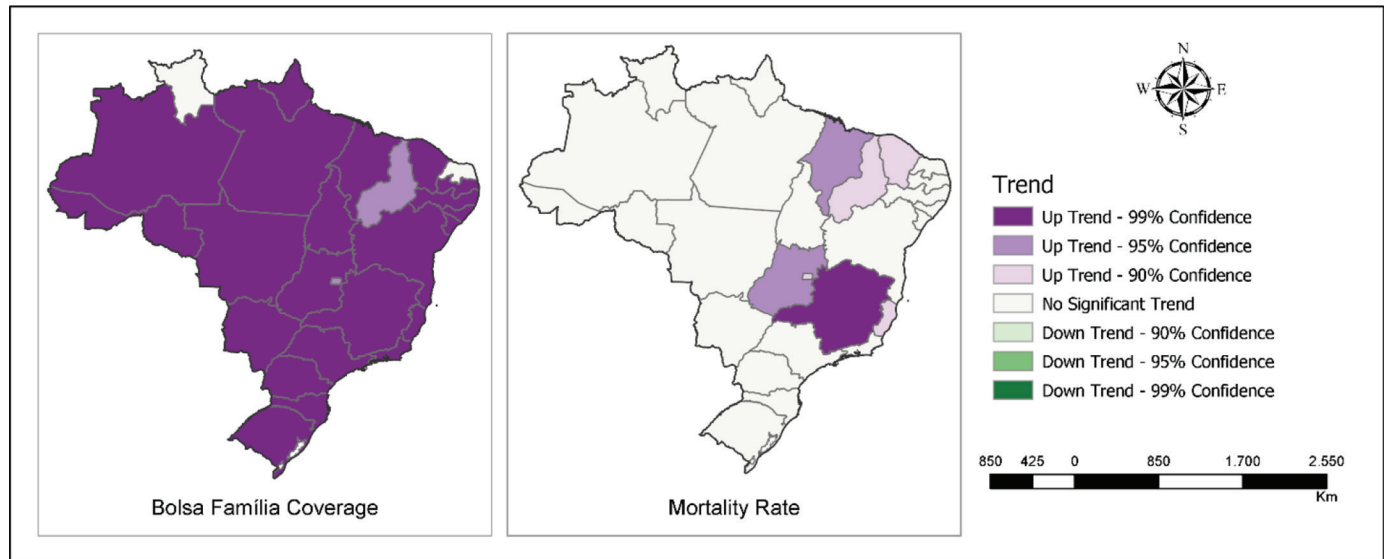 Bolsa Família Coverage
Mortality Rate
N
W E
S
Trend
Up Trend - 99% Confidence
Up Trend - 95% Confidence
Up Trend - 90% Confidence
No Significant Trend
Down Trend - 90% Confidence
Down Trend - 95% Confidence
Down Trend - 99% Confidence
850 425 0 850 1.700 2.550
Km